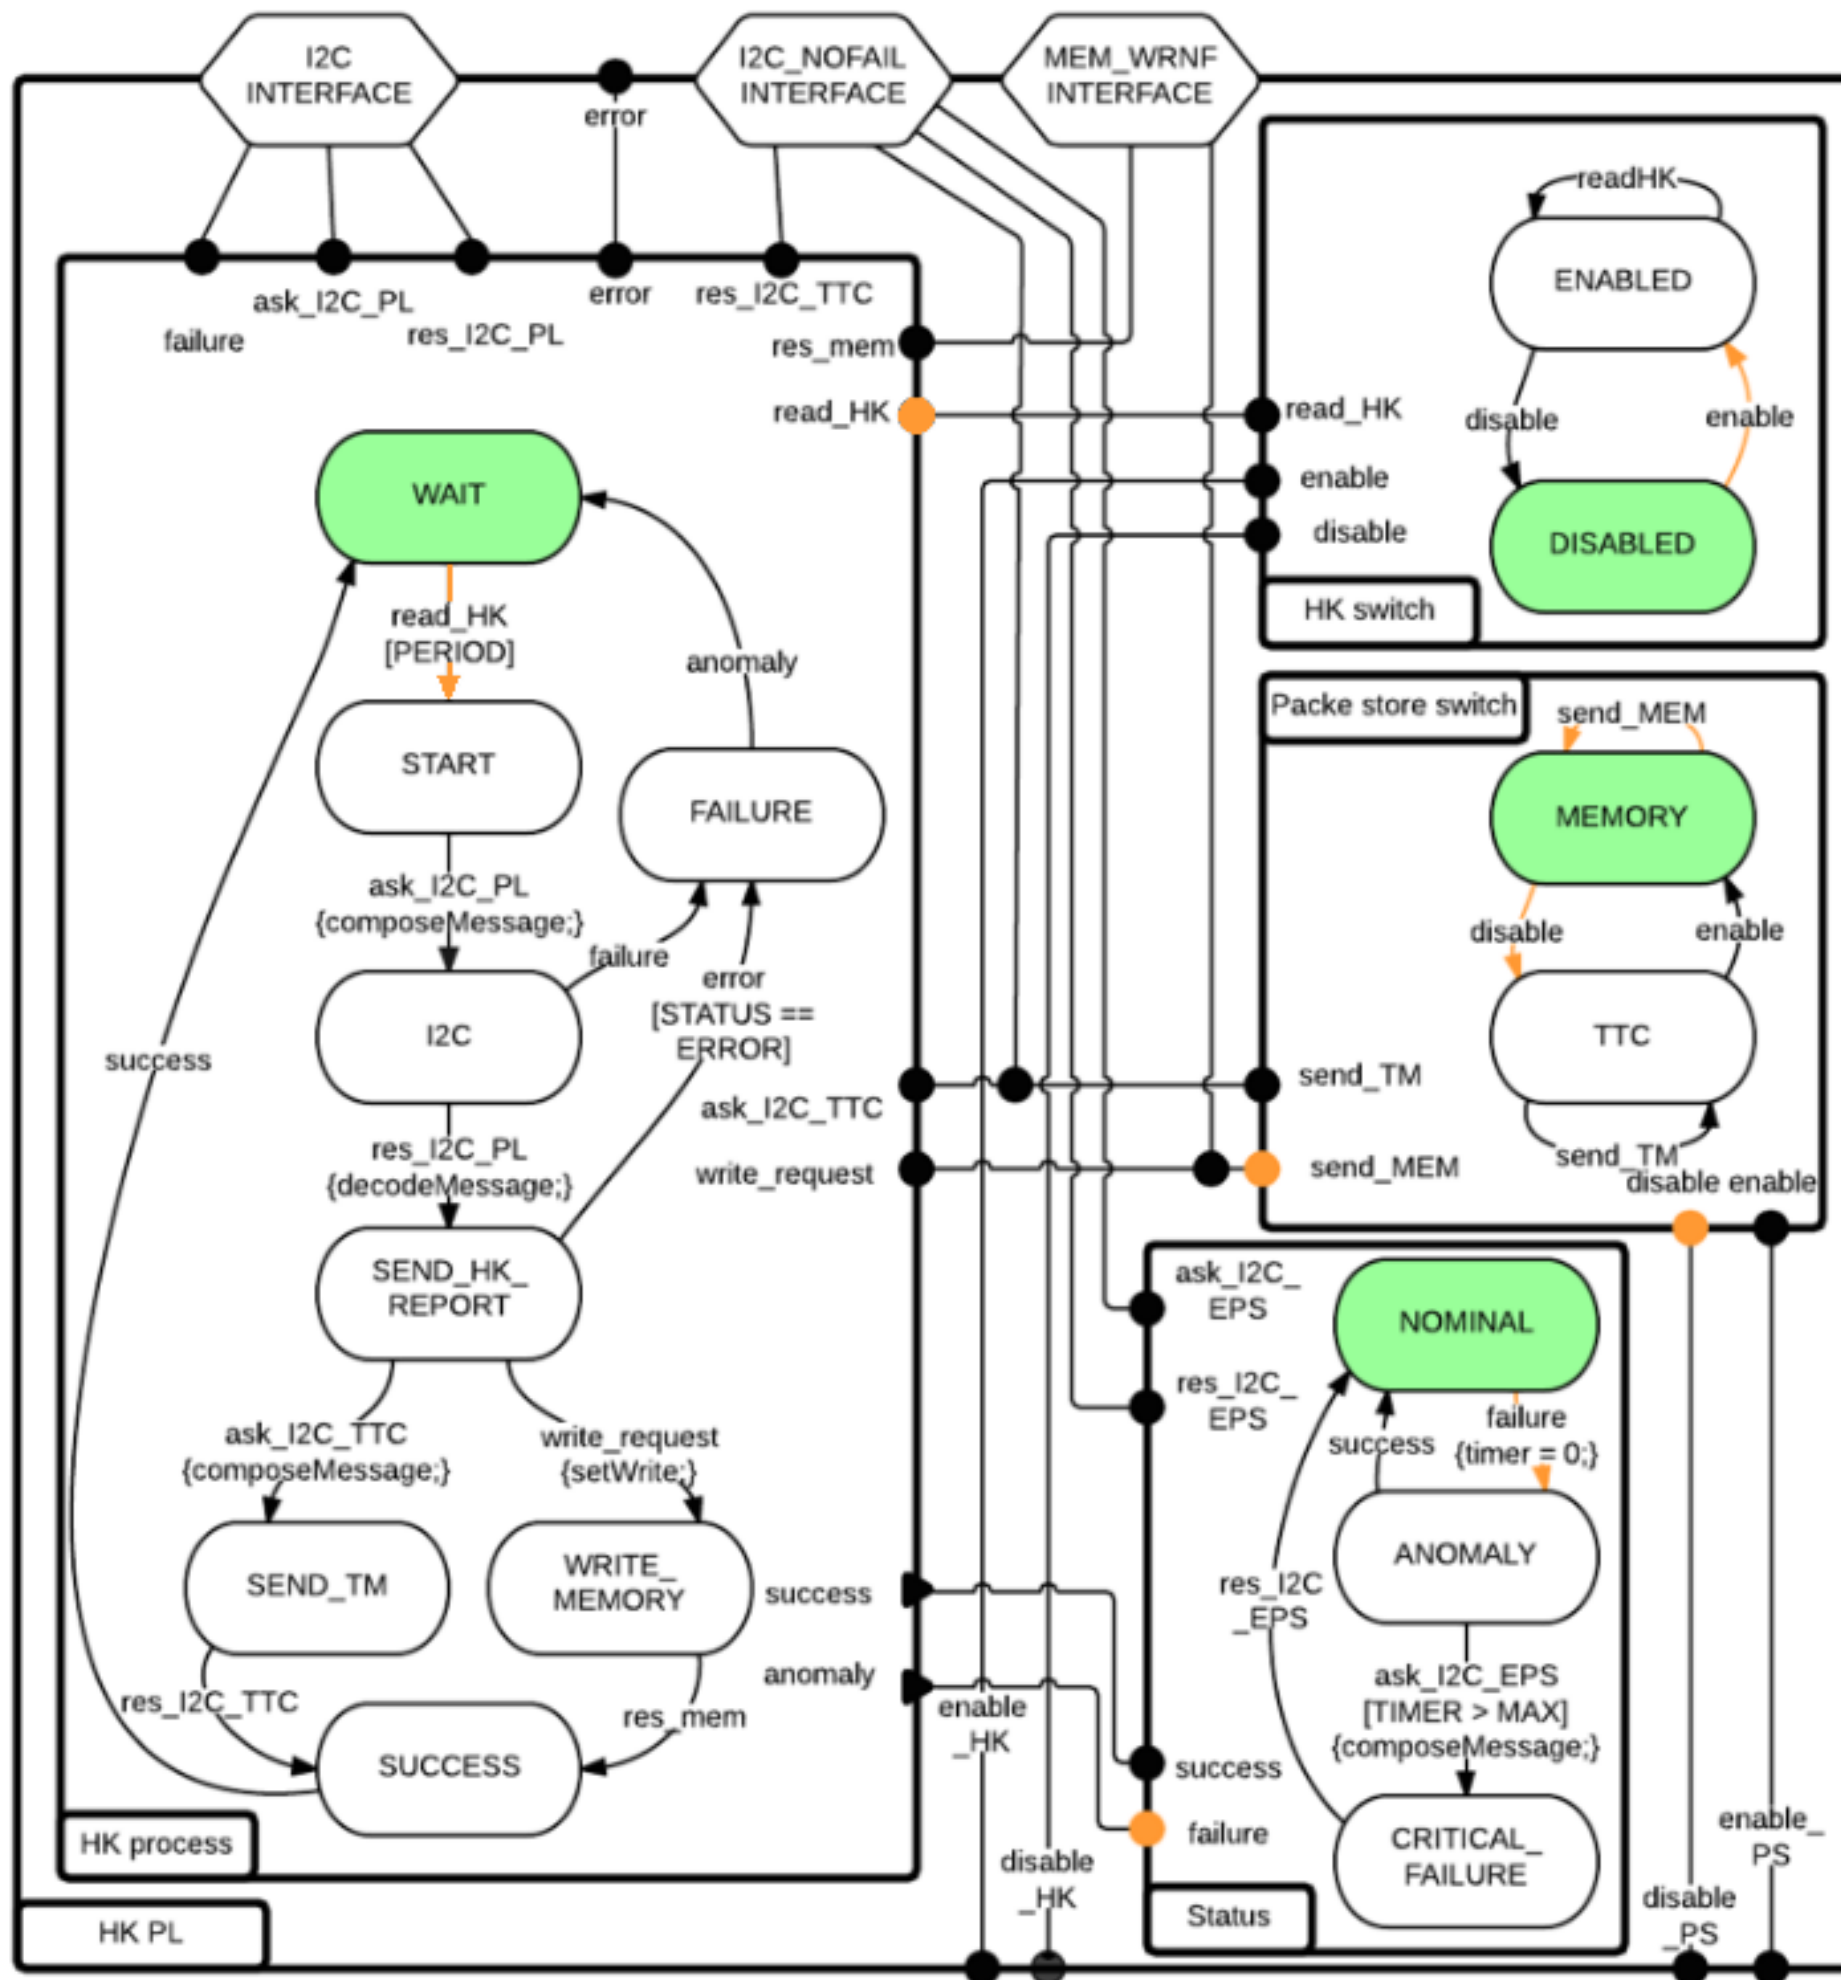 I2C
INTERFACE
error
I2C_NOFAIL
INTERFACE
MEM_WRNF
INTERFACE
failure
ask_I2C_PL
res_I2C_PL
error
res_I2C_TTC
res_mem
read_HK
WAIT
read_HK
[PERIOD]
START
anomaly
FAILURE
ask_I2C_PL
{composeMessage;}
failure
error
[STATUS ==
ERROR]
I2C
success
res_I2C_PL
{decodeMessage;}
ask_I2C_TTC
write_request
SEND_HK_
REPORT
ask_I2C_TTC
{composeMessage;}
write_request
{setWrite;}
SEND_TM
WRITE_
MEMORY
success
anomaly
res_I2C_TTC
res_mem
SUCCESS
HK process
HK PL
enable
_HK
disable
_HK
readHK
ENABLED
disable
enable
DISABLED
read_HK
enable
disable
HK switch
Packe store switch
send_MEM
MEMORY
disable
enable
TTC
send_TM
send_TM
send_MEM
disable enable
ask_I2C_
EPS
res_I2C_
EPS
NOMINAL
failure
{timer = 0;}
success
ANOMALY
res_I2C
_EPS
ask_I2C_EPS
[TIMER > MAX]
{composeMessage;}
success
failure
CRITICAL_
FAILURE
Status
disable
_PS
enable_
PS